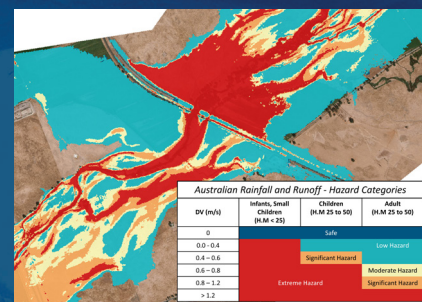 Australian Rainfall and Runoff - Hazard Categories
DV (m/s)
Infants, Small Children (H.M < 25)
Children (H.M 25 to 50)
Adult (H.M 25 to 50)
0
Safe
0.0 - 0.4
Low Hazard
0.4 – 0.6
Significant Hazard
0.6 – 0.8
Moderate Hazard
0.8 – 1.2
Extreme Hazard
Significant Hazard
> 1.2